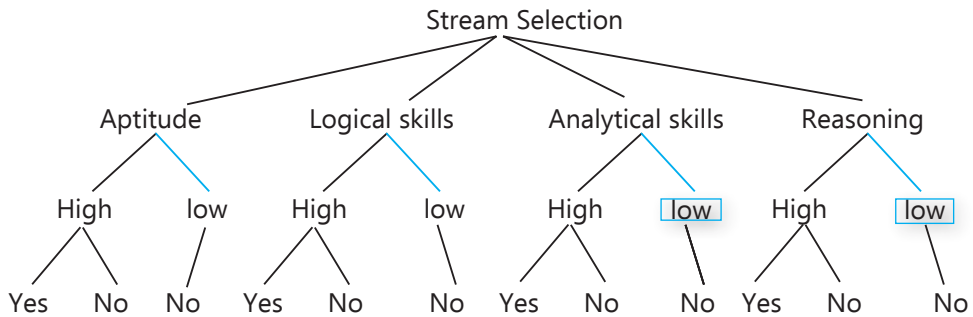 Stream Selection
Aptitude Logical skills Analytical skills Reasoning
High low High low High low High low
Yes No No Yes No No Yes No No Yes No No